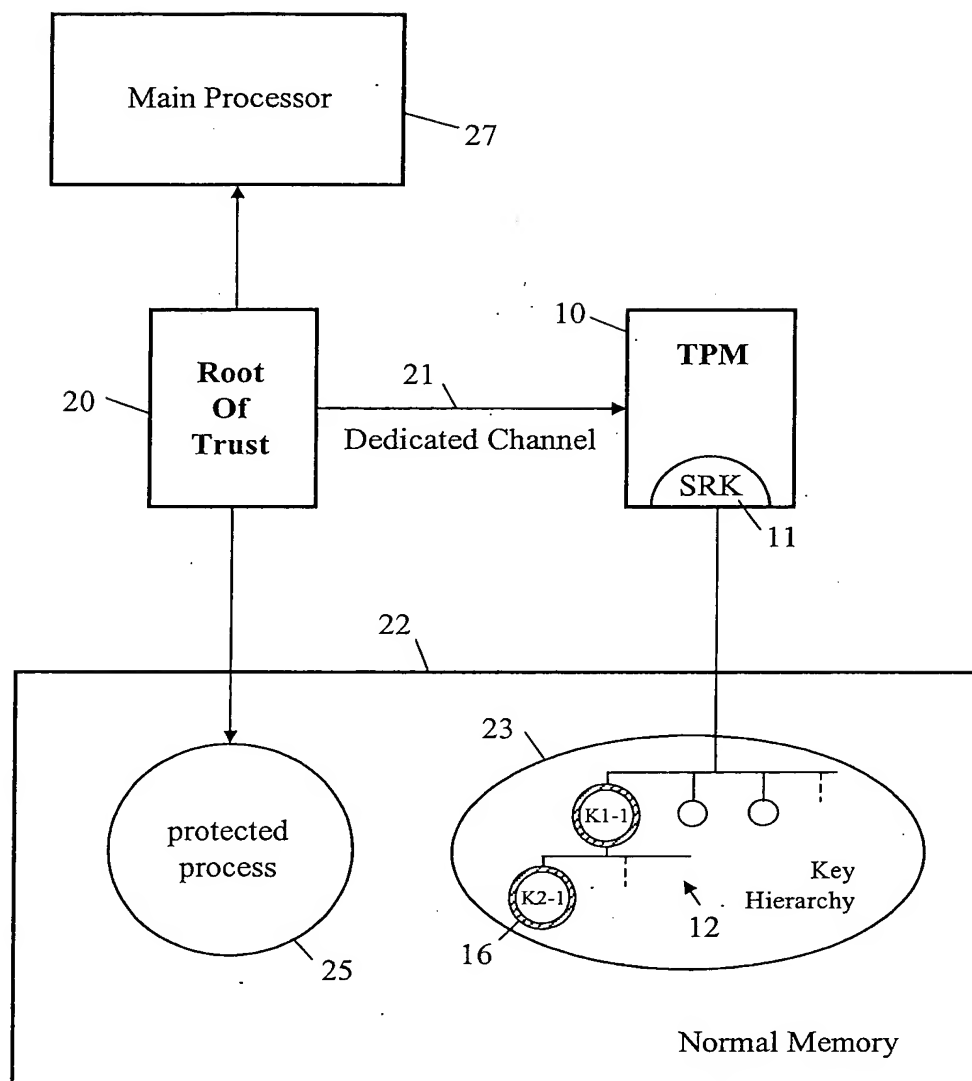 Main Processor
27
10
TPM
Root
Of
Trust
20
21
Dedicated Channel
SRK
11
22
23
K1-1
protected
process
Key
Hierarchy
K2-1
12
16
25
Normal Memory